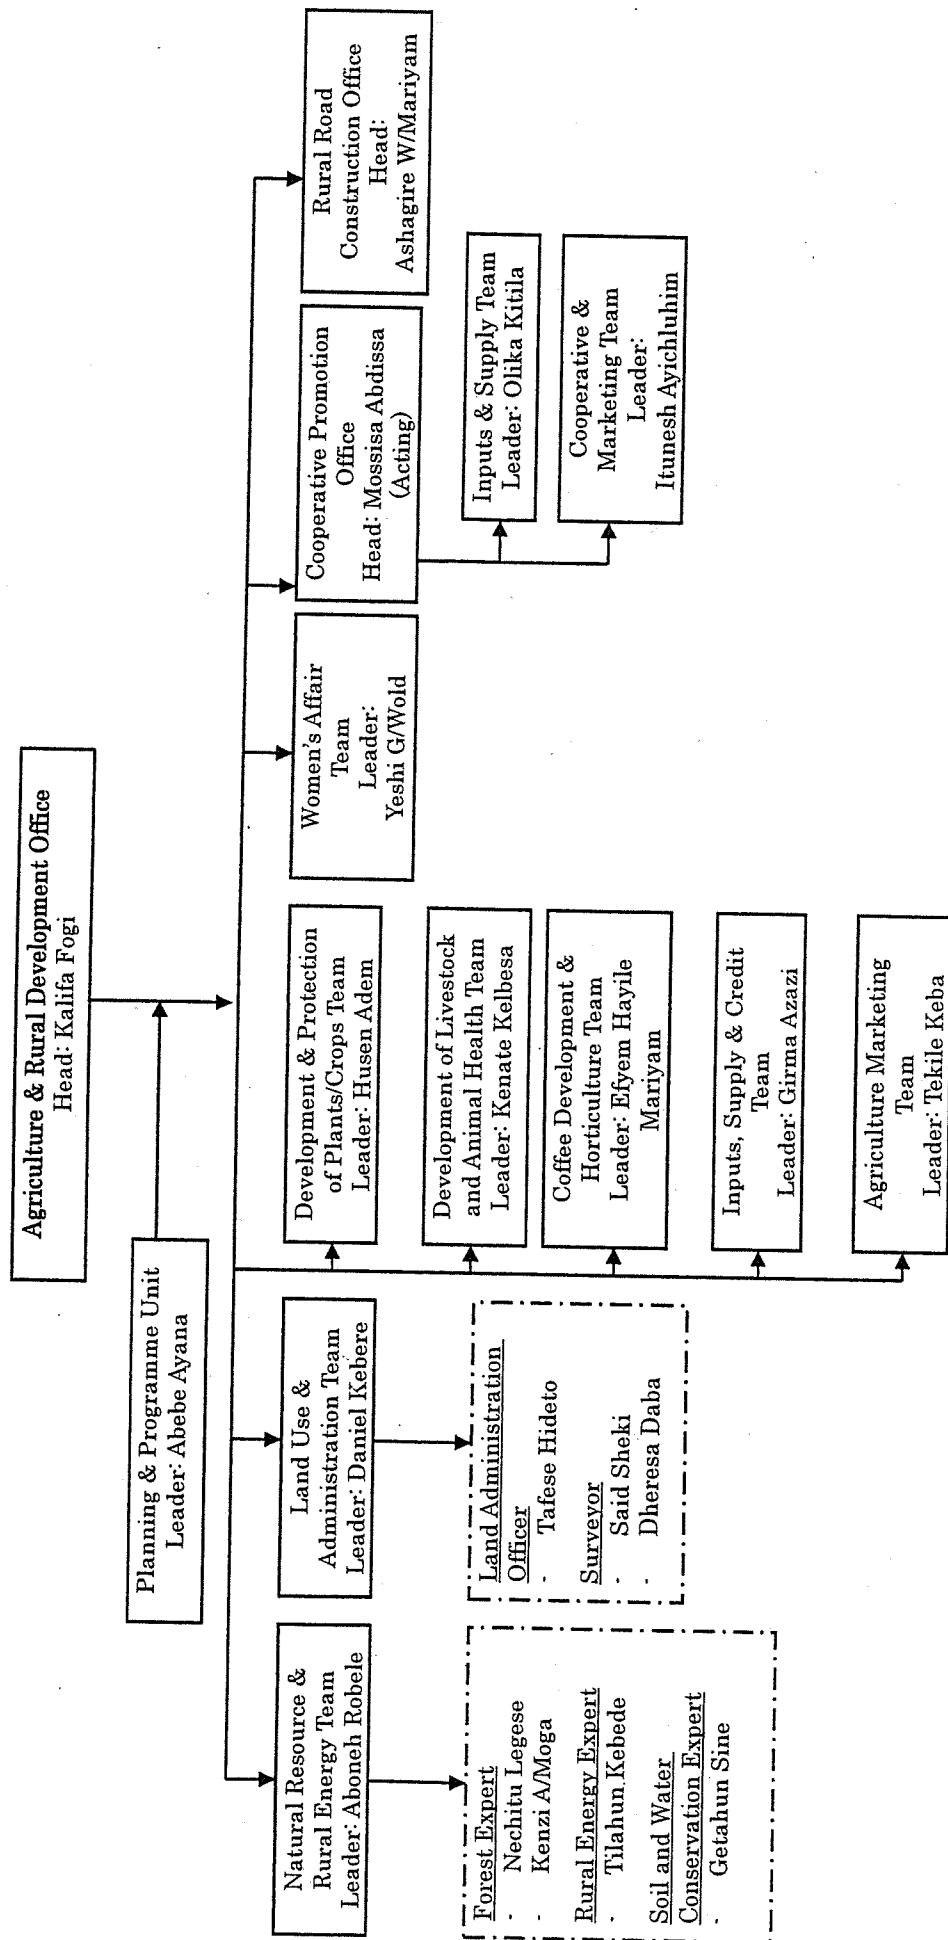 Agriculture & Rural Development Office
Head: Kalifa Fogi
Planning & Programme Unit
Leader: Abebe Ayana
Natural Resource &
Rural Energy Team
Leader: Aboneh Robele
Forest Expert
- Nechitu Legese
- Kenzi A/Moga
Rural Energy Expert
- Tilahun Kebede
Soil and Water
Conservation Expert
- Getahun Sine
Land Use &
Administration Team
Leader: Daniel Kebere
Land Administration
Officer
- Tafese Hideto
Surveyor
- Said Sheki
- Dheresa Daba
Development & Protection
of Plants/Crops Team
Leader: Husen Adem
Development of Livestock
and Animal Health Team
Leader: Kenate Kelbesa
Coffee Development &
Horticulture Team
Leader: Efyem Hayile
Mariyam
Inputs, Supply & Credit
Team
Leader: Girma Azazi
Agriculture Marketing
Team
Leader: Tekile Keba
Women's Affair
Team
Leader:
Yeshi G/Wold
Cooperative Promotion
Office
Head: Mossisa Abdissa
(Acting)
Inputs & Supply Team
Leader: Olika Kitila
Cooperative &
Marketing Team
Leader:
Itunesh Ayichluhim
Rural Road
Construction Office
Head:
Ashagire W/Mariyam